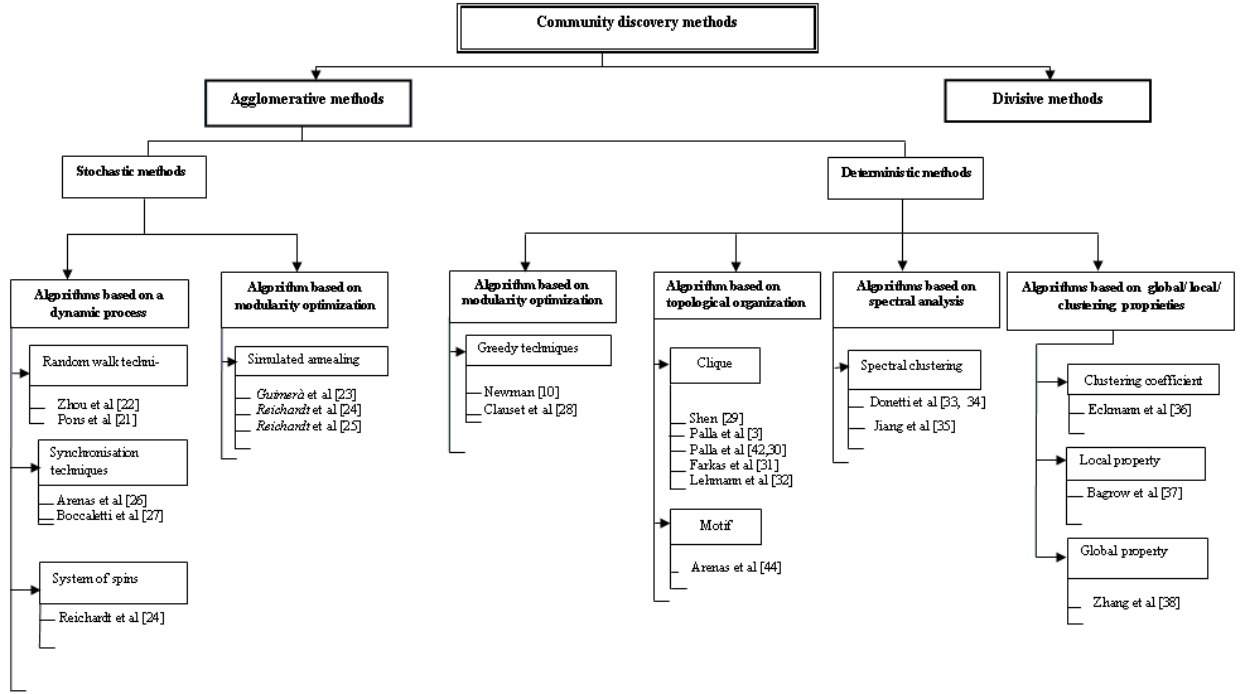 Community discovery methods
Agglomerative methods
Divisive methods
Stochastic methods
Deterministic methods
Algorithms based on a
dynamic process
Random walk techni-
Zhou et al [22]
Pons et al [21]
Synchronisation
techniques
Arenas et al [26]
Boccaletti et al [27]
System of spins
Reichardt et al [24]
Algorithm based on
modularity optimization
Simulated annealing
Guimerà et al [23]
Reichardt et al [24]
Reichardt et al [25]
Algorithm based on
modularity optimization
Greedy techniques
Newman [10]
Clauset et al [28]
Algorithm based on
topological organization
Clique
Shen [29]
Palla et al [3]
Palla et al [42,30]
Farkas et al [31]
Lehmann et al [32]
Motif
Arenas et al [44]
Algorithms based on
spectral analysis
Spectral clustering
Donetti et al [33, 34]
Jiang et al [35]
Algorithms based on global/ local/
clustering proprieties
Clustering coefficient
Eckmann et al [36]
Local property
Bagrow et al [37]
Global property
Zhang et al [38]